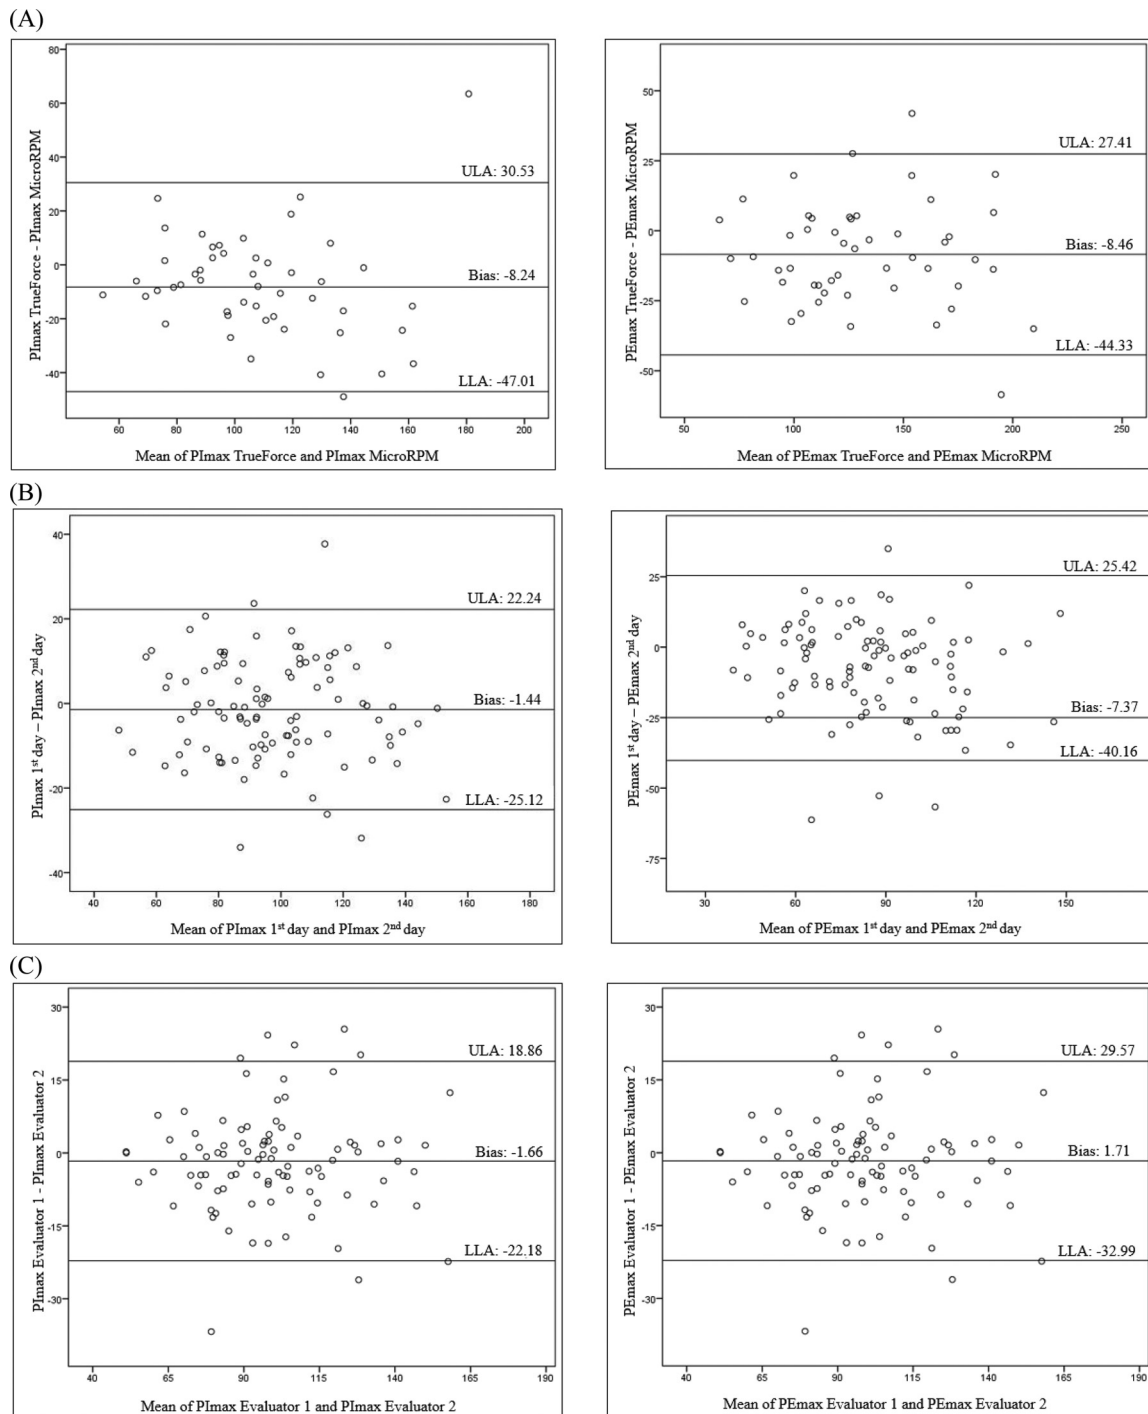 (A)
80
60
40
20
0
-20
-40
60
80
100
120
140
160
180
200
PImax TrueForce - PImax MicroRPM
ULA: 30.53
Bias: -8.24
LLA: -47.01
Mean of PImax TrueForce and PImax MicroRPM
50
25
0
-25
-50
50
100
150
200
250
PEmax TrueForce - PEmax MicroRPM
ULA: 27.41
Bias: -8.46
LLA: -44.33
Mean of PEmax TrueForce and PEmax MicroRPM
(B)
40
20
0
-20
-40
40
60
80
100
120
140
160
180
PImax 1st day – PImax 2nd day
ULA: 22.24
Bias: -1.44
LLA: -25.12
Mean of PImax 1st day and PImax 2nd day
25
0
-25
-50
-75
30
60
90
120
150
PEmax 1st day – PEmax 2nd day
ULA: 25.42
Bias: -7.37
LLA: -40.16
Mean of PEmax 1st day and PEmax 2nd day
(C)
30
15
0
-15
-30
40
65
90
115
140
165
190
PImax Evaluator 1 - PImax Evaluator 2
ULA: 18.86
Bias: -1.66
LLA: -22.18
Mean of PImax Evaluator 1 and PImax Evaluator 2
30
15
0
-15
-30
40
65
90
115
140
165
190
PEmax Evaluator 1 - PEmax Evaluator 2
ULA: 29.57
Bias: 1.71
LLA: -32.99
Mean of PEmax Evaluator 1 and PEmax Evaluator 2